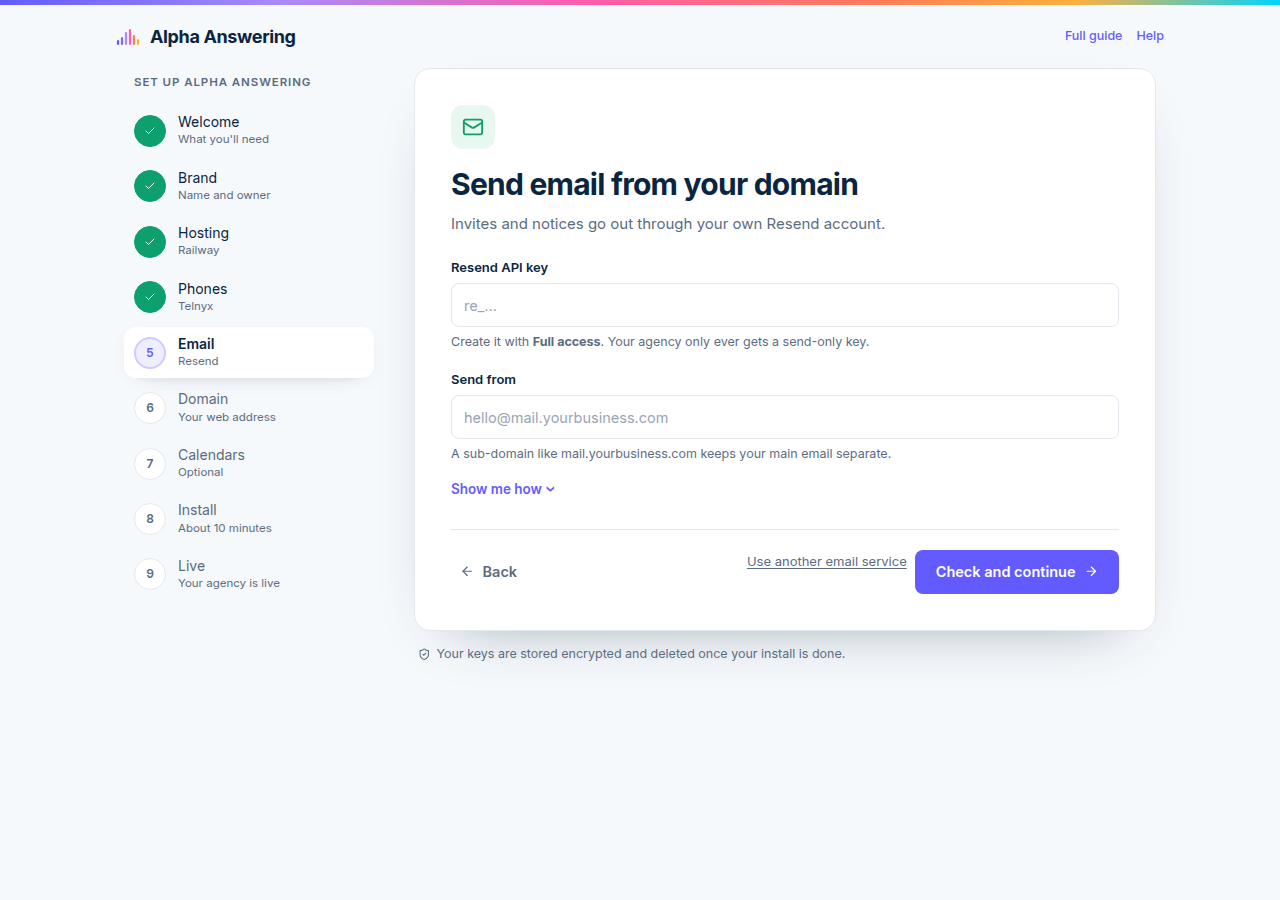 Alpha Answering
Full guide
Help
SET UP ALPHA ANSWERING
Welcome
What you'll need
Brand
Name and owner
Hosting
Railway
Phones
Telnyx
5
Email
Resend
6
Domain
Your web address
7
Calendars
Optional
8
Install
About 10 minutes
9
Live
Your agency is live
Send email from your domain
Invites and notices go out through your own Resend account.
Resend API key
re_...
Create it with Full access. Your agency only ever gets a send-only key.
Send from
hello@mail.yourbusiness.com
A sub-domain like mail.yourbusiness.com keeps your main email separate.
Show me how
Back
Use another email service
Check and continue
Your keys are stored encrypted and deleted once your install is done.